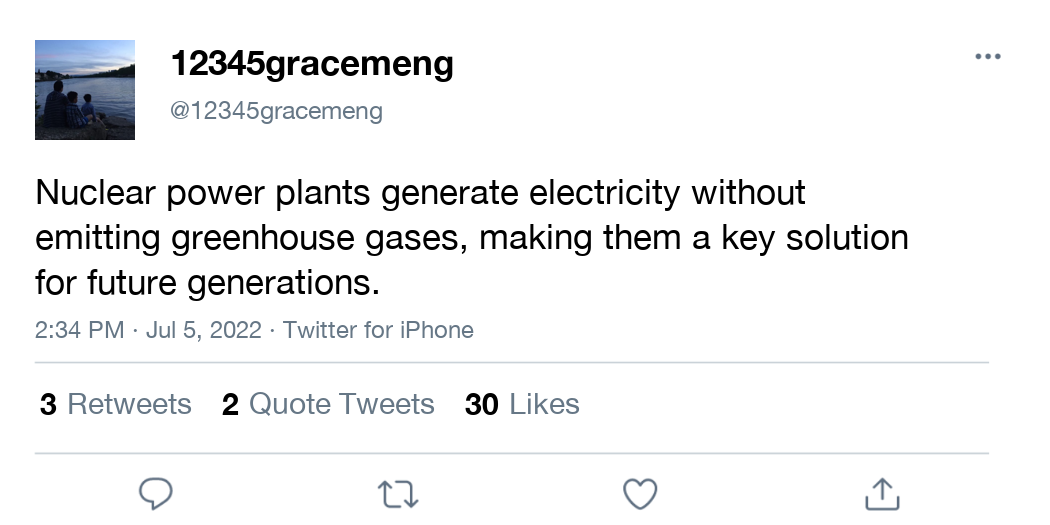 12345gracemeng
@12345gracemeng
Nuclear power plants generate electricity without
emitting greenhouse gases, making them a key solution
for future generations.
2:34 PM · Jul 5, 2022 · Twitter for iPhone
3 Retweets 2 Quote Tweets 30 Likes